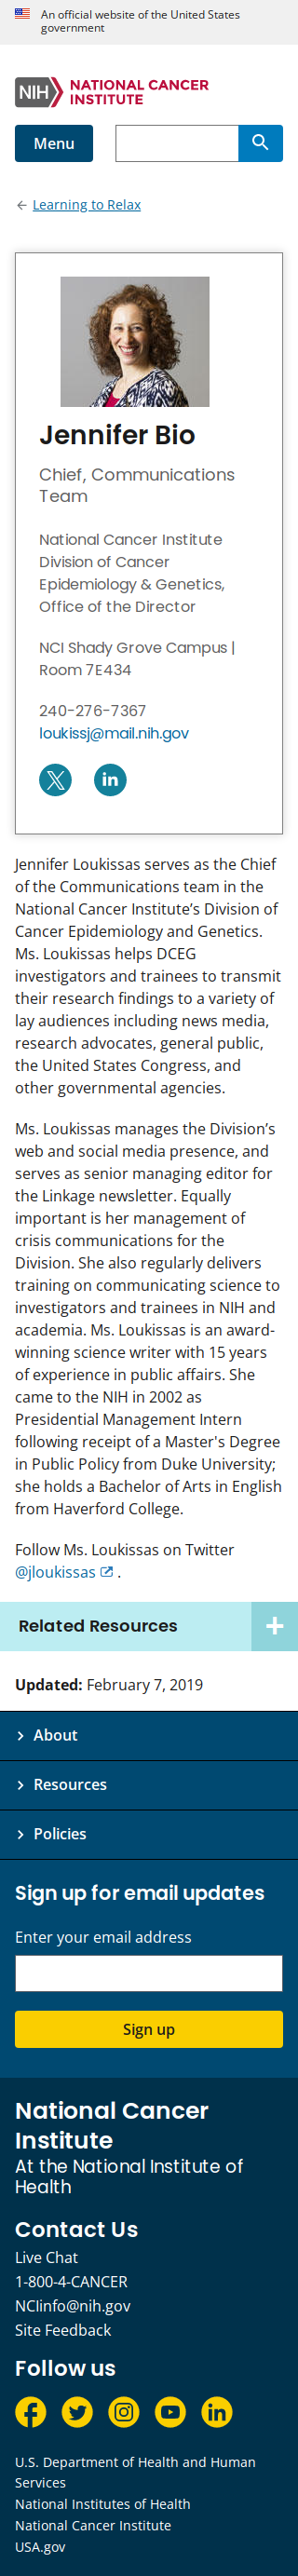 An official website of the United States
government
NIH NATIONAL CANCER
INSTITUTE
Menu
Learning to Relax
Jennifer Bio
Chief, Communications
Team
National Cancer Institute
Division of Cancer
Epidemiology & Genetics,
Office of the Director
NCI Shady Grove Campus |
Room 7E434
240-276-7367
loukissj@mail.nih.gov
Jennifer Loukissas serves as the Chief
of the Communications team in the
National Cancer Institute’s Division of
Cancer Epidemiology and Genetics.
Ms. Loukissas helps DCEG
investigators and trainees to transmit
their research findings to a variety of
lay audiences including news media,
research advocates, general public,
the United States Congress, and
other governmental agencies.
Ms. Loukissas manages the Division’s
web and social media presence, and
serves as senior managing editor for
the Linkage newsletter. Equally
important is her management of
crisis communications for the
Division. She also regularly delivers
training on communicating science to
investigators and trainees in NIH and
academia. Ms. Loukissas is an award-
winning science writer with 15 years
of experience in public affairs. She
came to the NIH in 2002 as
Presidential Management Intern
following receipt of a Master's Degree
in Public Policy from Duke University;
she holds a Bachelor of Arts in English
from Haverford College.
Follow Ms. Loukissas on Twitter
@jloukissas .
Related Resources
Updated: February 7, 2019
About
Resources
Policies
Sign up for email updates
Enter your email address
Sign up
National Cancer
Institute
At the National Institute of
Health
Contact Us
Live Chat
1-800-4-CANCER
NCIinfo@nih.gov
Site Feedback
Follow us
U.S. Department of Health and Human
Services
National Institutes of Health
National Cancer Institute
USA.gov